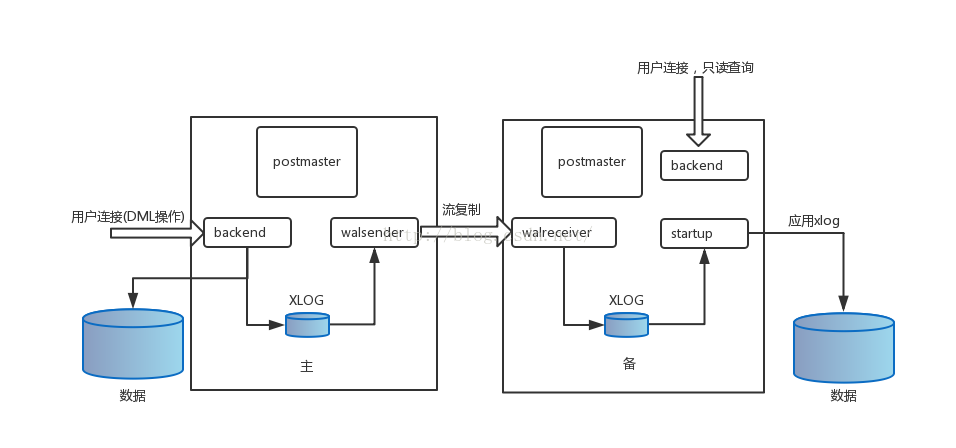 用户连接，只读查询
postmaster
postmaster
backend
用户连接(DML操作)
backend
walsender
流复制
walreceiver
startup
应用xlog
http://blog.csdn.net/
XLOG
XLOG
主
备
数据
数据